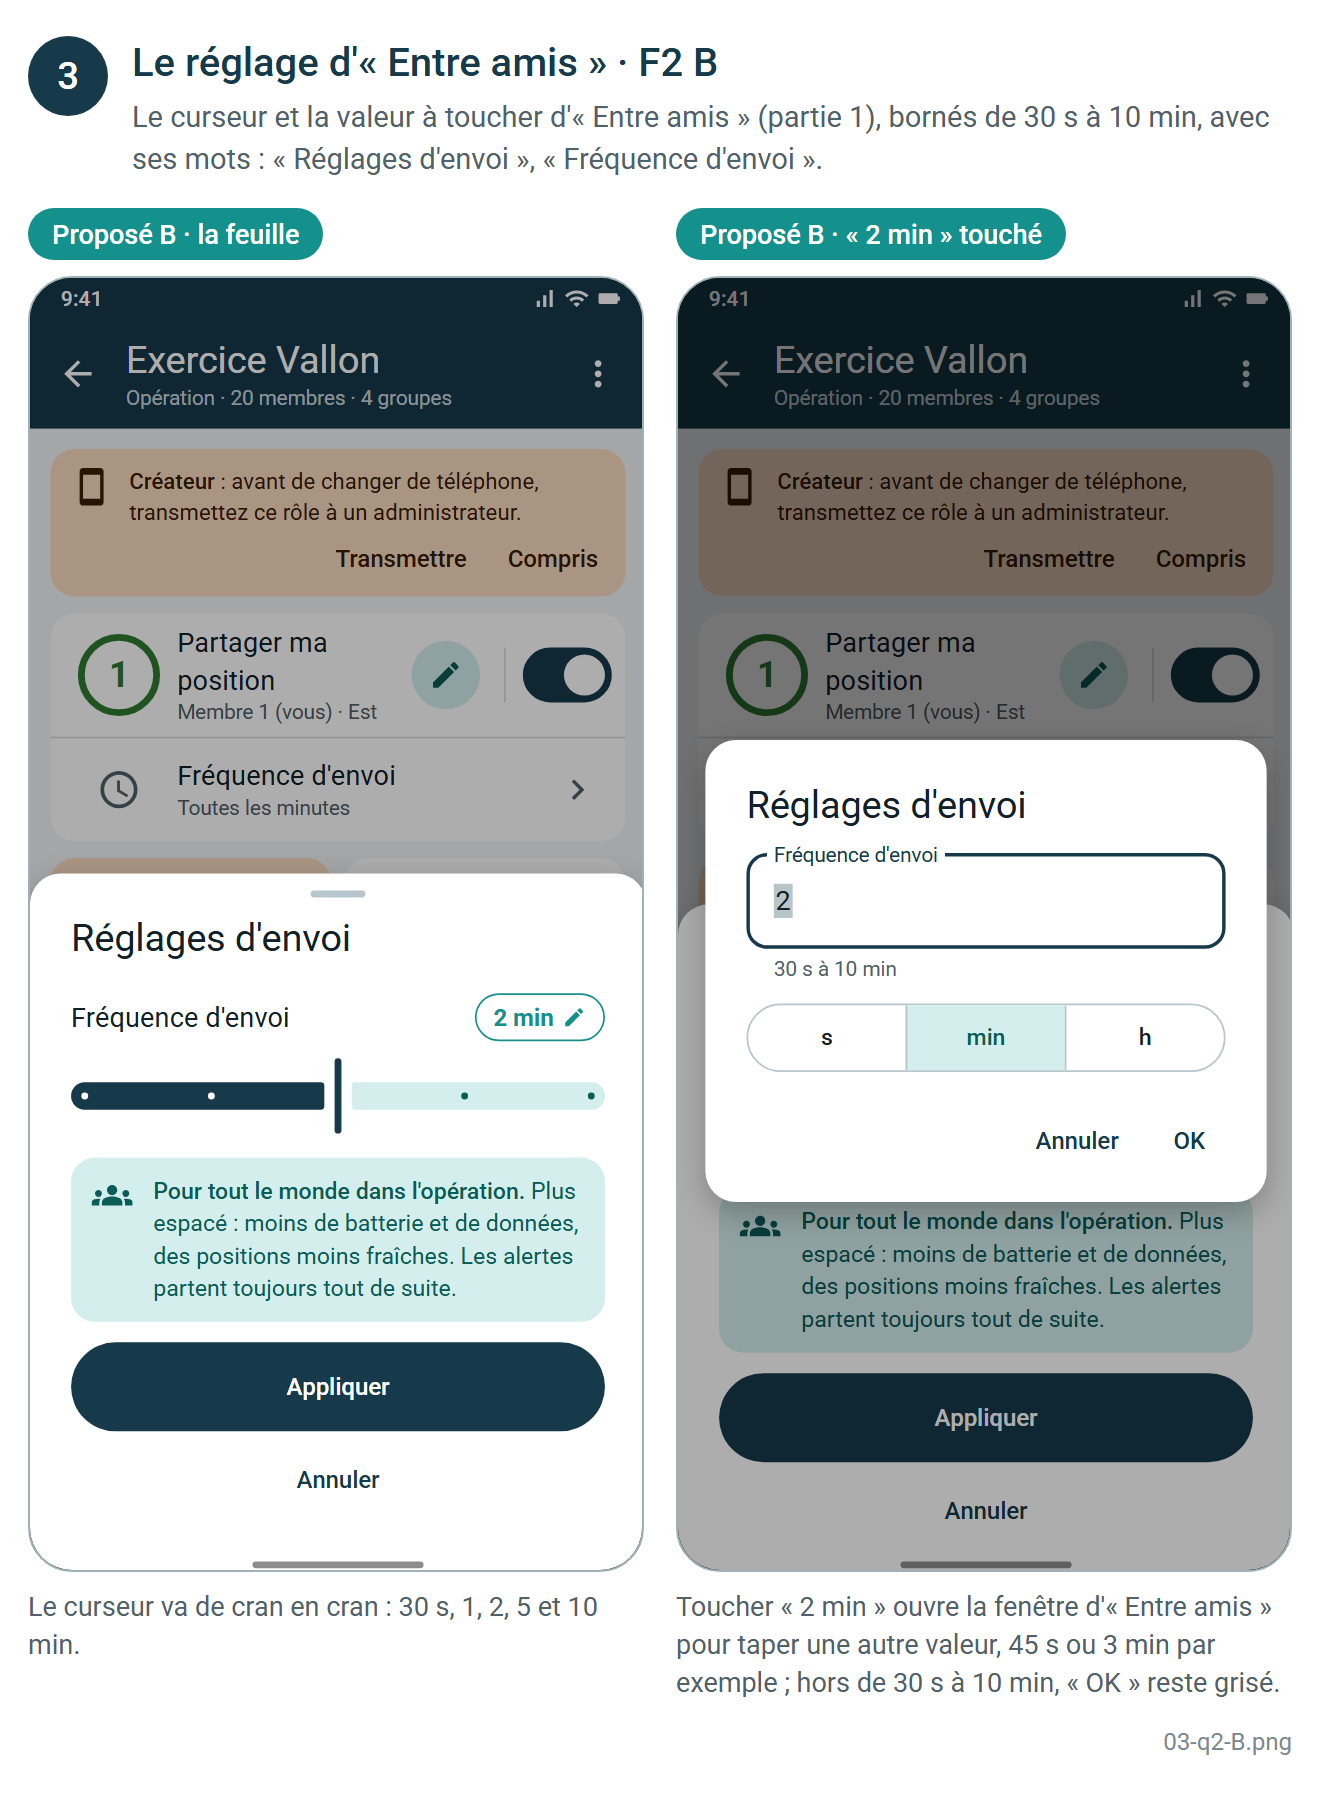 3
Le réglage d'« Entre amis » · F2 B
Le curseur et la valeur à toucher d'« Entre amis » (partie 1), bornés de 30 s à 10 min, avec
ses mots : « Réglages d'envoi », « Fréquence d'envoi ».
Proposé B · la feuille
9:41
Exercice Vallon
Opération · 20 membres · 4 groupes
Créateur : avant de changer de téléphone,
transmettez ce rôle à un administrateur.
Transmettre Compris
1
Partager ma
position
Membre 1 (vous) · Est
Fréquence d'envoi
Toutes les minutes
Réglages d'envoi
Fréquence d'envoi
2 min
Pour tout le monde dans l'opération. Plus
espacé : moins de batterie et de données,
des positions moins fraîches. Les alertes
partent toujours tout de suite.
Appliquer
Annuler
Le curseur va de cran en cran : 30 s, 1, 2, 5 et 10
min.
Proposé B · « 2 min » touché
9:41
Exercice Vallon
Opération · 20 membres · 4 groupes
Créateur : avant de changer de téléphone,
transmettez ce rôle à un administrateur.
Transmettre Compris
1
Partager ma
position
Membre 1 (vous) · Est
Réglages d'envoi
Fréquence d'envoi
2
30 s à 10 min
s min h
Annuler OK
Pour tout le monde dans l'opération. Plus
espacé : moins de batterie et de données,
des positions moins fraîches. Les alertes
partent toujours tout de suite.
Appliquer
Annuler
Toucher « 2 min » ouvre la fenêtre d'« Entre amis »
pour taper une autre valeur, 45 s ou 3 min par
exemple ; hors de 30 s à 10 min, « OK » reste grisé.
03-q2-B.png